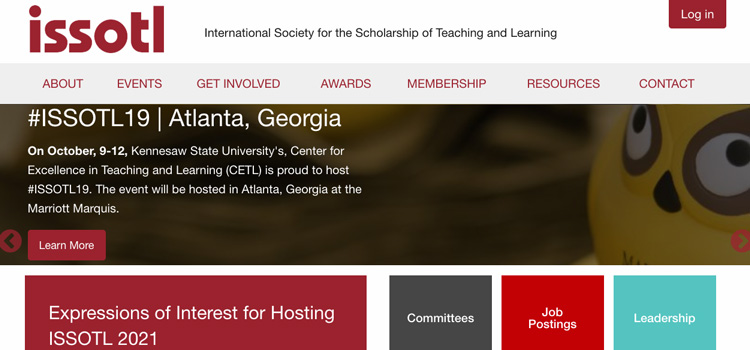 Log in
issotl
International Society for the Scholarship of Teaching and Learning
ABOUT EVENTS GET INVOLVED AWARDS MEMBERSHIP RESOURCES CONTACT
#ISSOTL19 | Atlanta, Georgia
On October, 9-12, Kennesaw State University's, Center for
Excellence in Teaching and Learning (CETL) is proud to host
#ISSOTL19. The event will be hosted in Atlanta, Georgia at the
Marriott Marquis.
Learn More
Expressions of Interest for Hosting
ISSOTL 2021
Committees
Job
Postings
Leadership